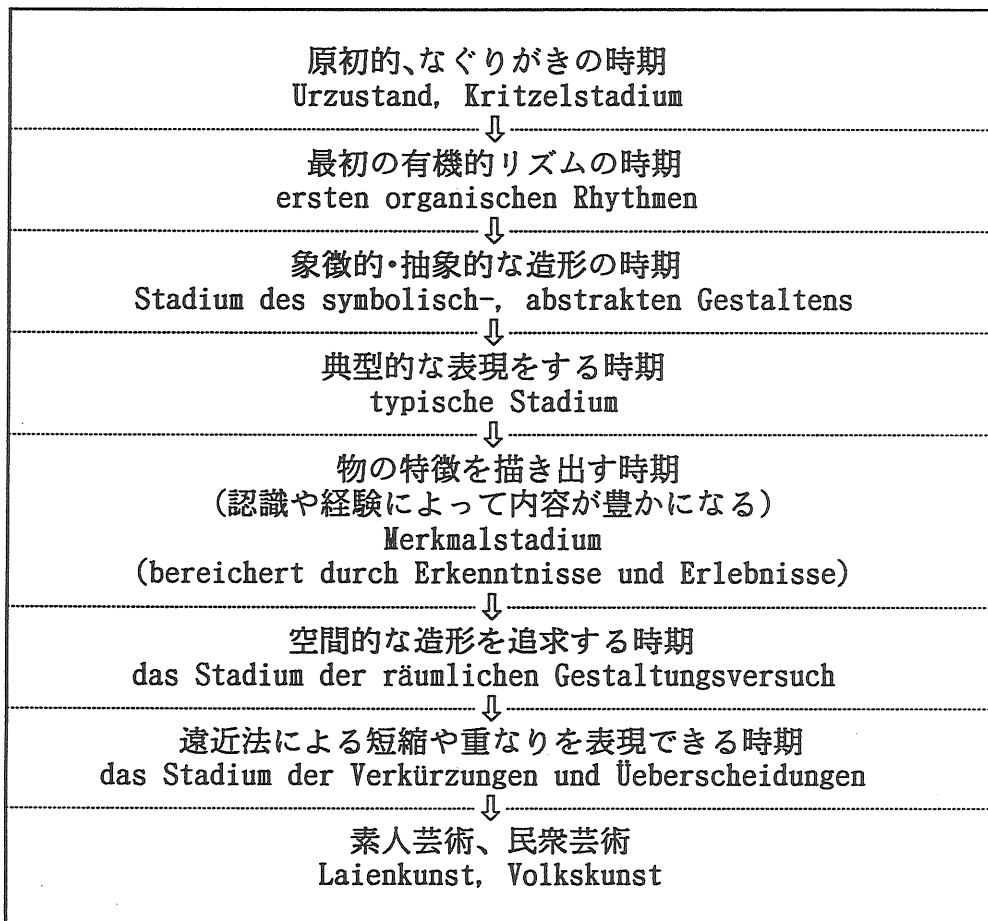 原初的、なぐりがきの時期
Urzustand, Kritzelstadium
最初の有機的リズムの時期
ersten organischen Rhythmen
象徴的・抽象的な造形の時期
Stadium des symbolisch-, abstrakten Gestaltens
典型的な表現をする時期
typische Stadium
物の特徴を描き出す時期
(認識や経験によって内容が豊かになる)
Merkmalstadium
(bereichert durch Erkenntnisse und Erlebnisse)
空間的な造形を追求する時期
das Stadium der räumlichen Gestaltungsversuch
遠近法による短縮や重なりを表現できる時期
das Stadium der Verkürzungen und Üeberscheidungen
素人芸術、民衆芸術
Laienkunst, Volkskunst